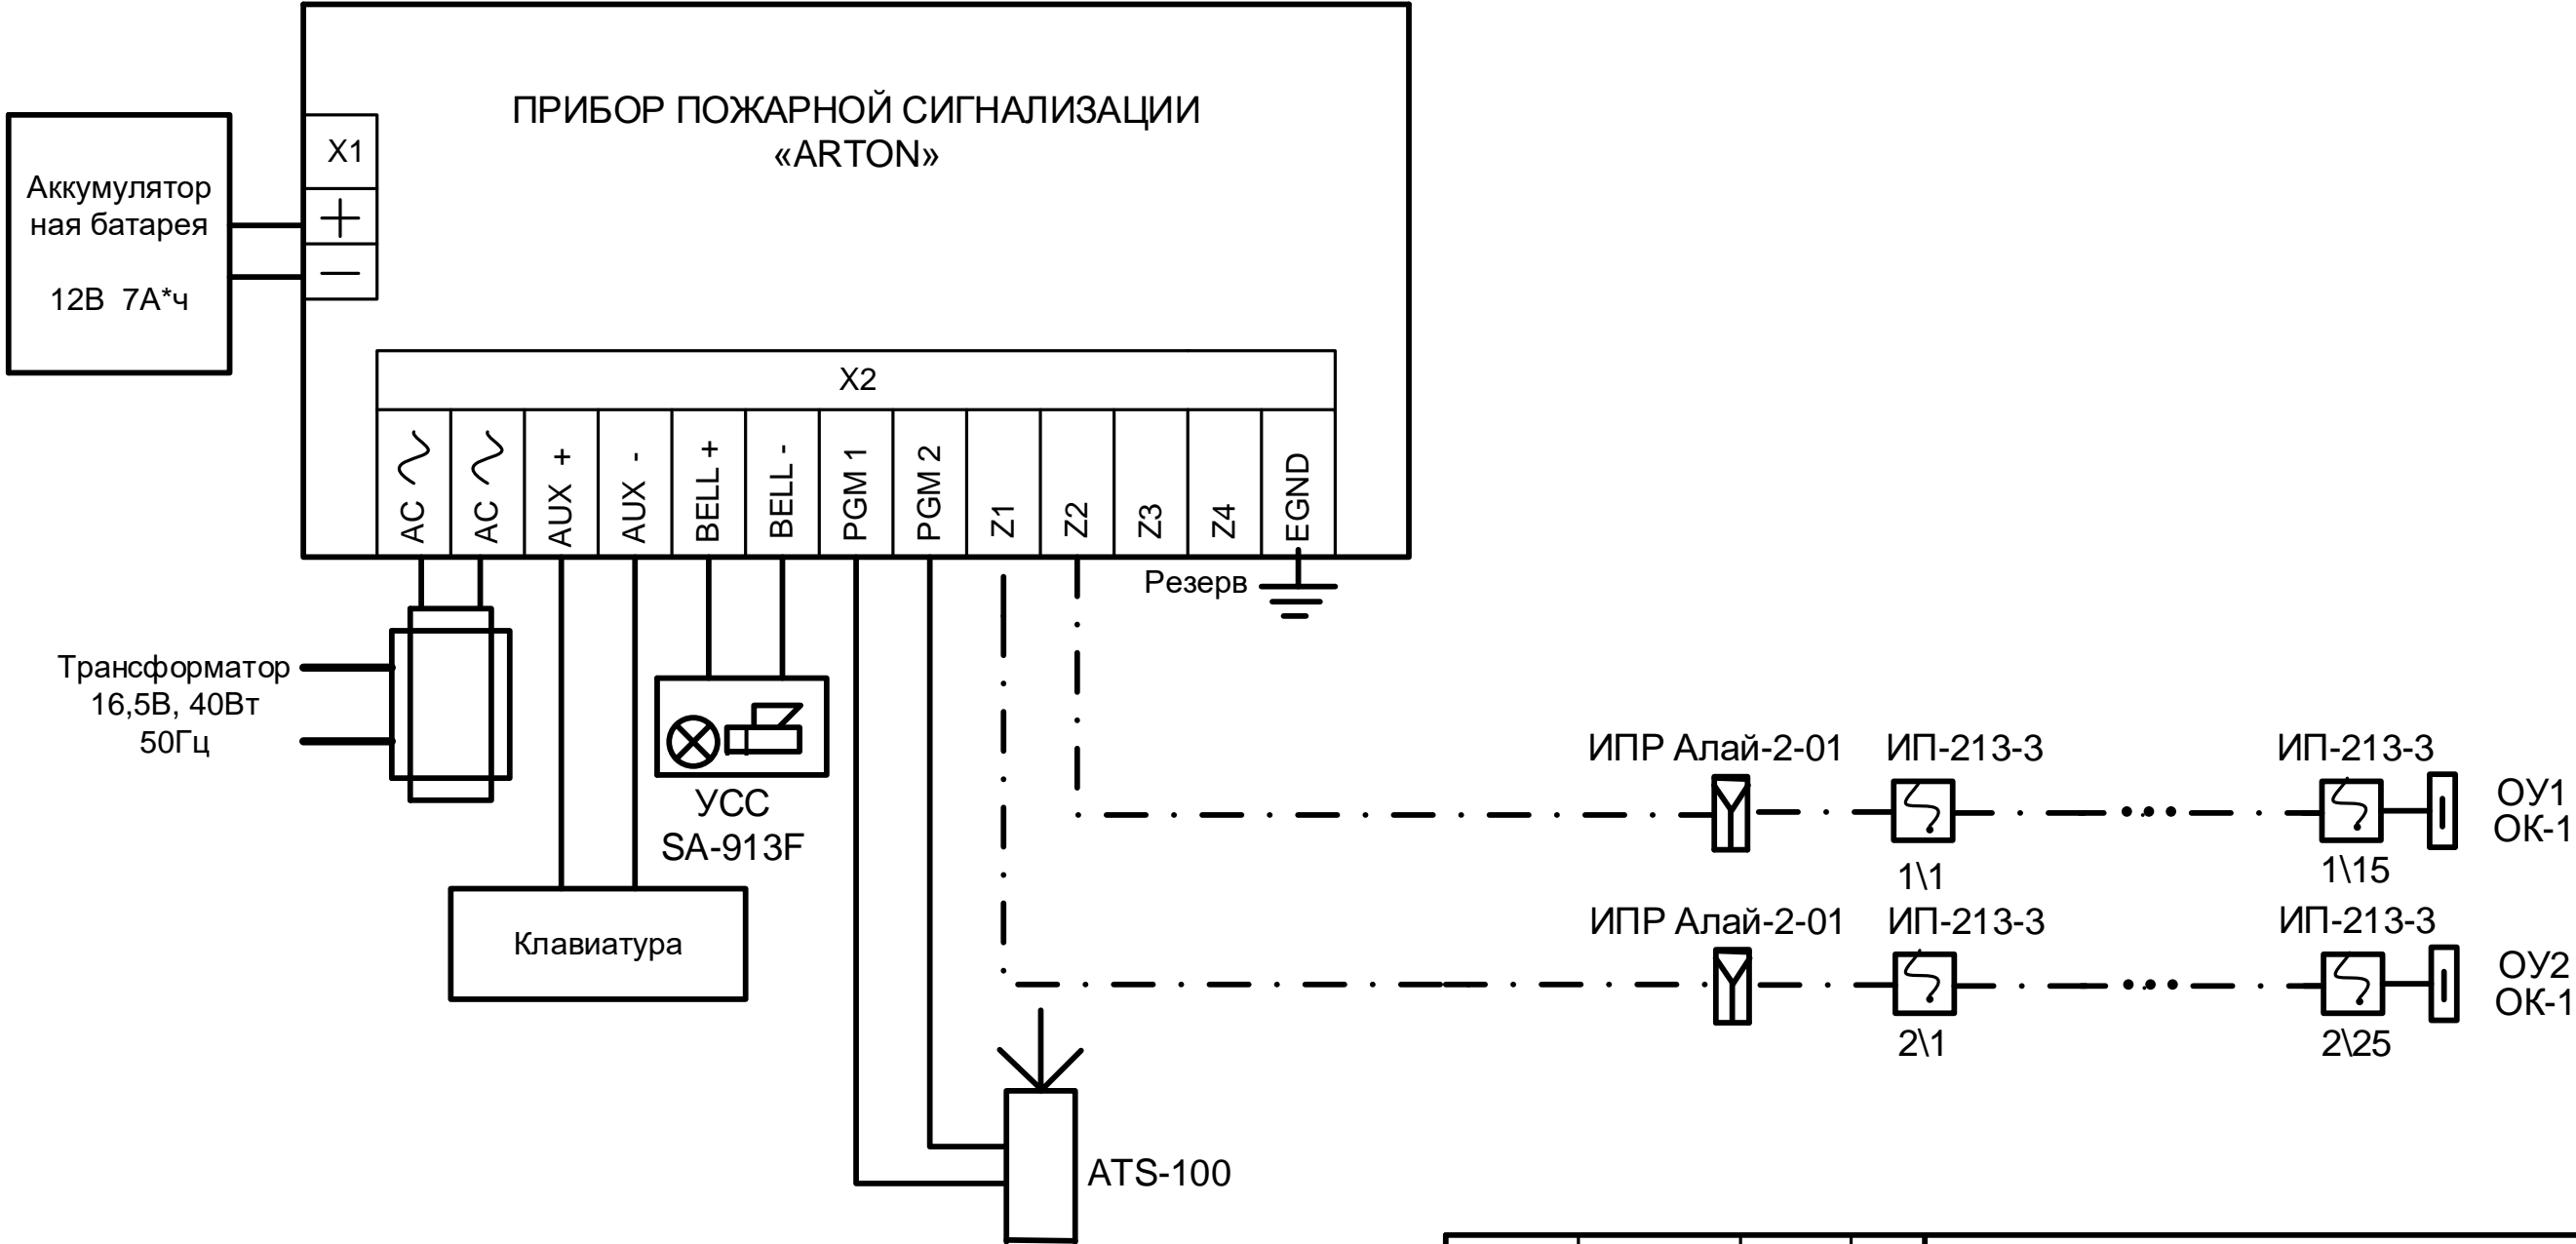 ПРИБОР ПОЖАРНОЙ СИГНАЛИЗАЦИИ
«ARTON»
X1
+
—
Аккумулятор
ная батарея
12В 7А*ч
X2
AC
AC
AUX +
AUX -
BELL +
BELL -
PGM 1
PGM 2
Z1
Z2
Z3
Z4
EGND
Резерв
Трансформатор
16,5В, 40Вт
50Гц
УСС
SA-913F
Клавиатура
ИПР Алай-2-01 ИП-213-3 ИП-213-3
ОУ1
ОК-1
1\1 1\15
ИПР Алай-2-01 ИП-213-3 ИП-213-3
ОУ2
ОК-1
2\1 2\25
ATS-100